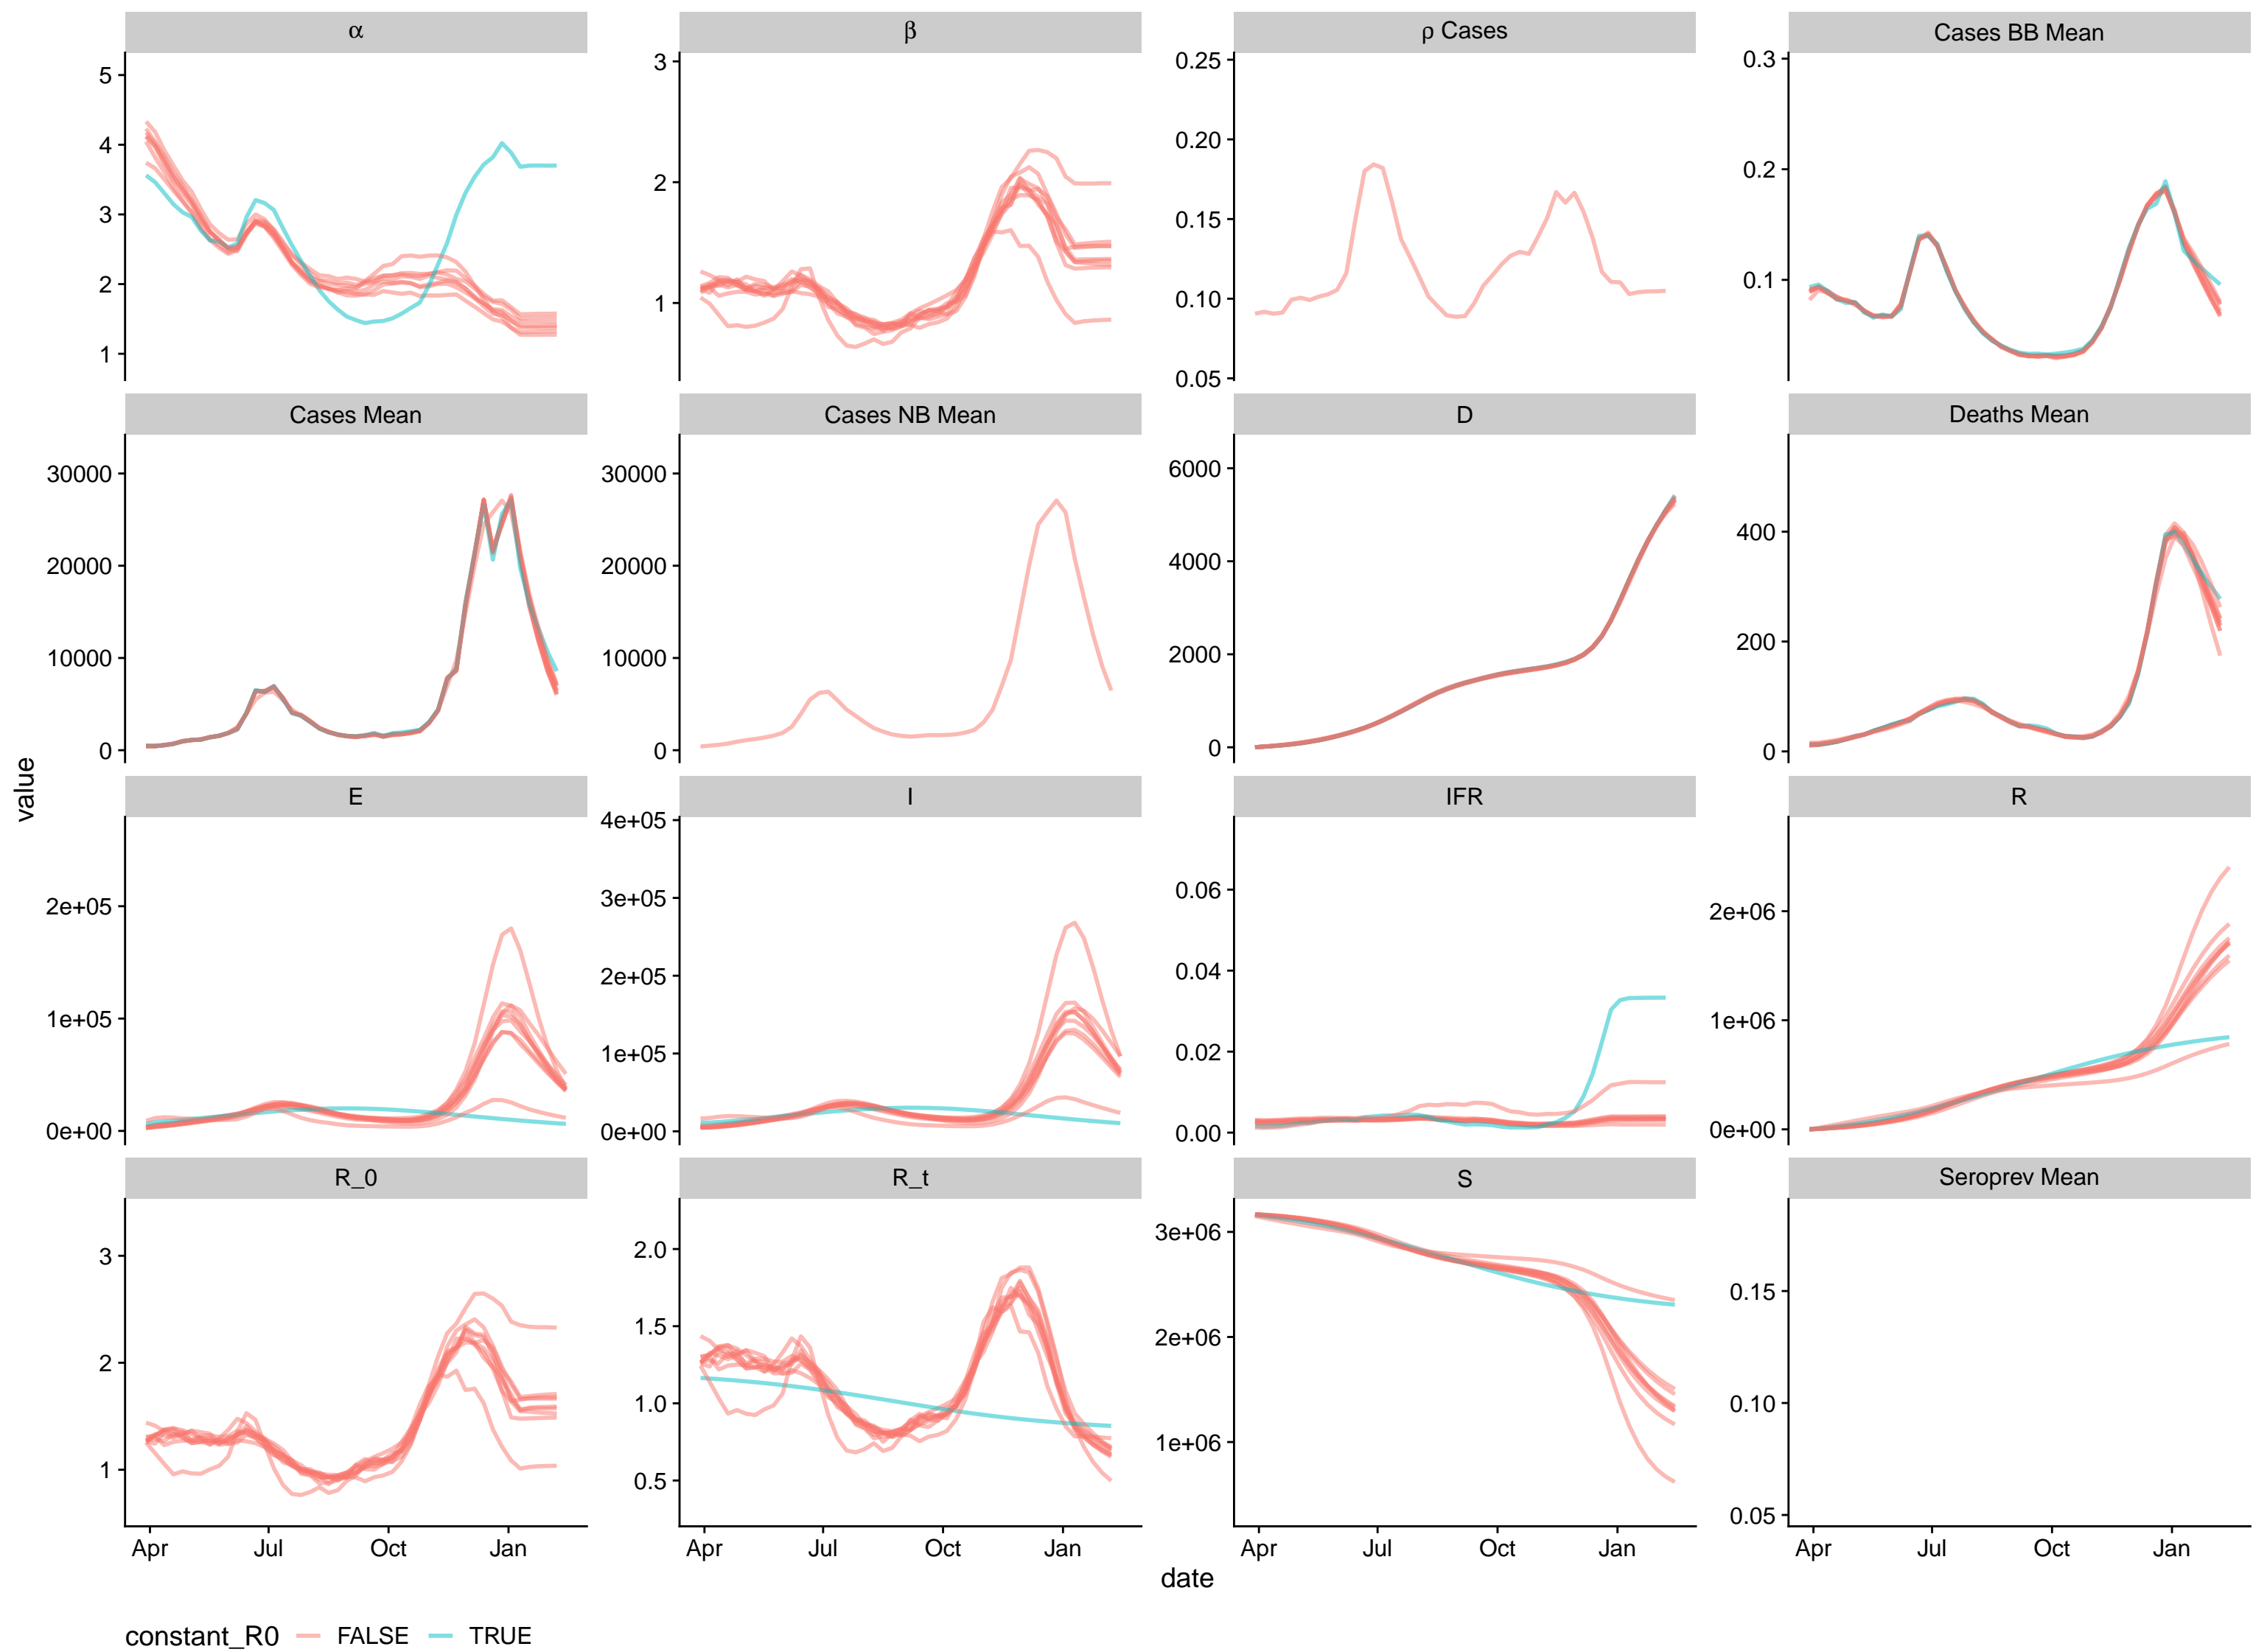 α
β
ρ Cases
Cases BB Mean
5
4
3
2
1
3
2
1
0.25
0.20
0.15
0.10
0.05
0.3
0.2
0.1
Cases Mean
Cases NB Mean
D
Deaths Mean
30000
20000
10000
0
30000
20000
10000
0
6000
4000
2000
0
400
200
0
value
E
I
IFR
R
2e+05
1e+05
0e+00
4e+05
3e+05
2e+05
1e+05
0e+00
0.06
0.04
0.02
0.00
2e+06
1e+06
0e+00
R_0
R_t
S
Seroprev Mean
3
2
1
2.0
1.5
1.0
0.5
3e+06
2e+06
1e+06
0.15
0.10
0.05
Apr Jul Oct Jan
Apr Jul Oct Jan
Apr Jul Oct Jan
Apr Jul Oct Jan
date
constant_R0 FALSE TRUE